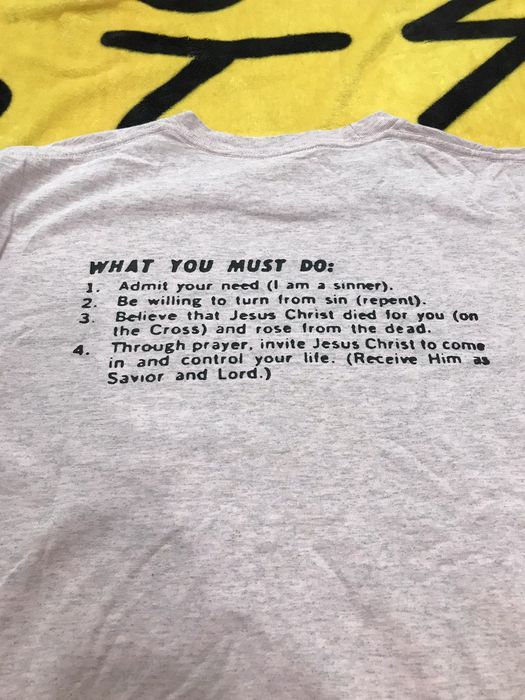 WHAT YOU MUST DO:
1. Admit your need (I am a sinner).
2. Be willing to turn from sin (repent).
3. Believe that Jesus Christ died for you (on
the Cross) and rose from the dead.
4. Through prayer, invite Jesus Christ to come
in and control your life. (Receive Him as
Savior and Lord.)